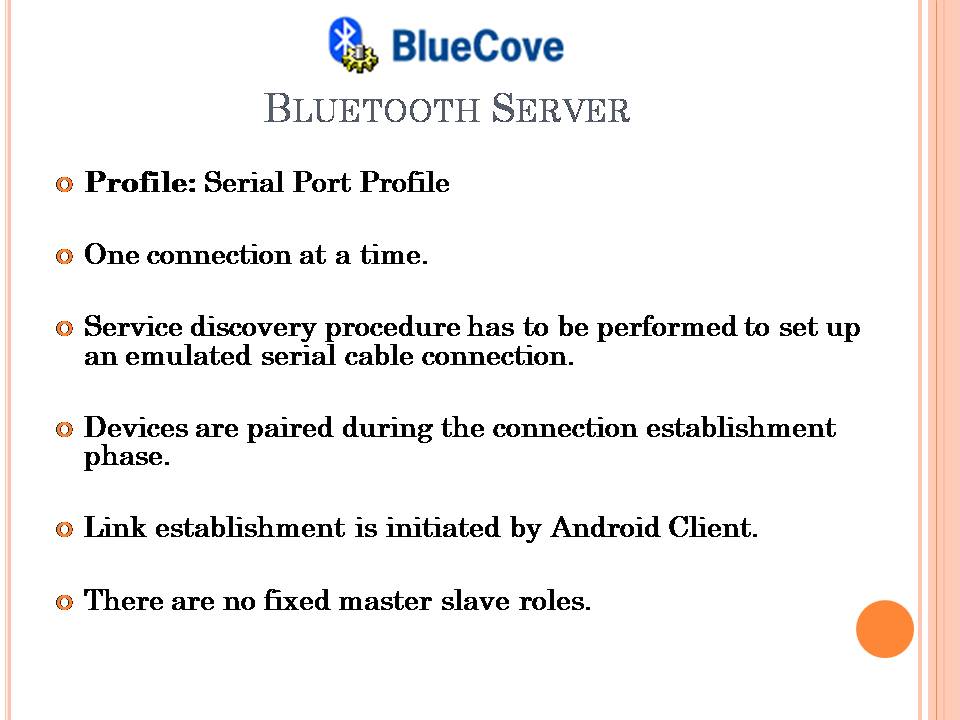 BlueCove
BLUETOOTH SERVER
Profile: Serial Port Profile
One connection at a time.
Service discovery procedure has to be performed to set up
an emulated serial cable connection.
Devices are paired during the connection establishment
phase.
Link establishment is initiated by Android Client.
There are no fixed master slave roles.